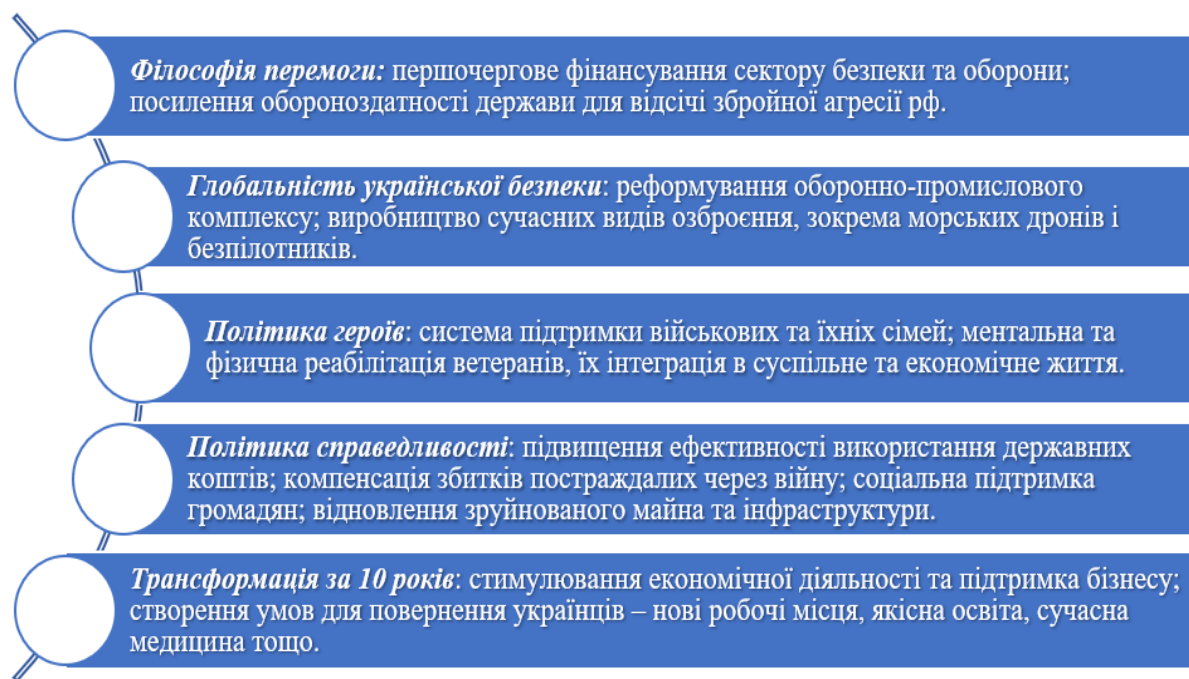 Філософія перемоги: першочергове фінансування сектору безпеки та оборони;
посилення обороноздатності держави для відсічі збройної агресії рф.
Глобальність української безпеки: реформування оборонно-промислового
комплексу; виробництво сучасних видів озброєння, зокрема морських дронів і
безпілотників.
Політика героїв: система підтримки військових та їхніх сімей; ментальна та
фізична реабілітація ветеранів, їх інтеграція в суспільне та економічне життя.
Політика справедливості: підвищення ефективності використання державних
коштів; компенсація збитків постраждалих через війну; соціальна підтримка
громадян; відновлення зруйнованого майна та інфраструктури.
Трансформація за 10 років: стимулювання економічної діяльності та підтримка бізнесу;
створення умов для повернення українців – нові робочі місця, якісна освіта, сучасна
медицина тощо.